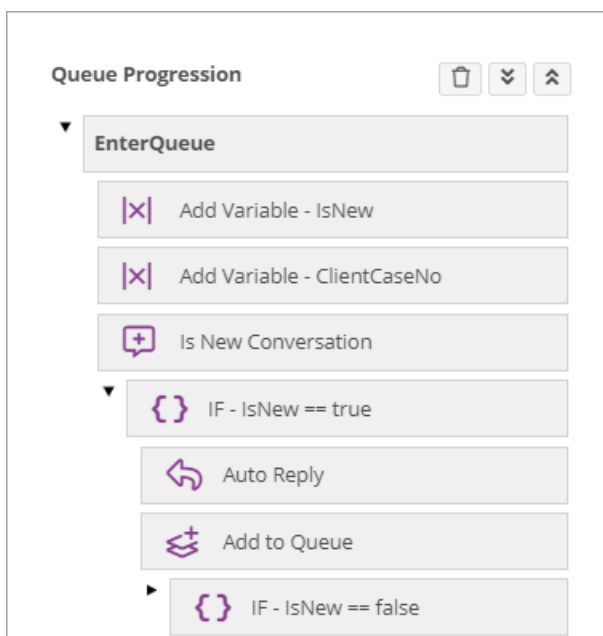 Queue Progression
EnterQueue
Add Variable - IsNew
Add Variable - ClientCaseNo
Is New Conversation
IF - IsNew == true
Auto Reply
Add to Queue
IF - IsNew == false